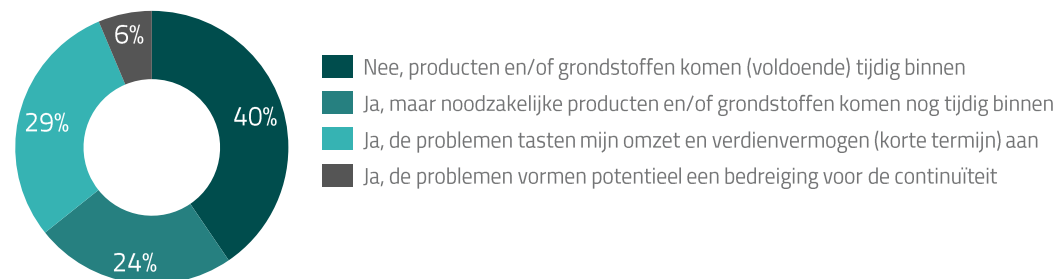 6%
29%
40%
24%
Nee, producten en/of grondstoffen komen (voldoende) tijdig binnen
Ja, maar noodzakelijke producten en/of grondstoffen komen nog tijdig binnen
Ja, de problemen tasten mijn omzet en verdienvermogen (korte termijn) aan
Ja, de problemen vormen potentieel een bedreiging voor de continuïteit